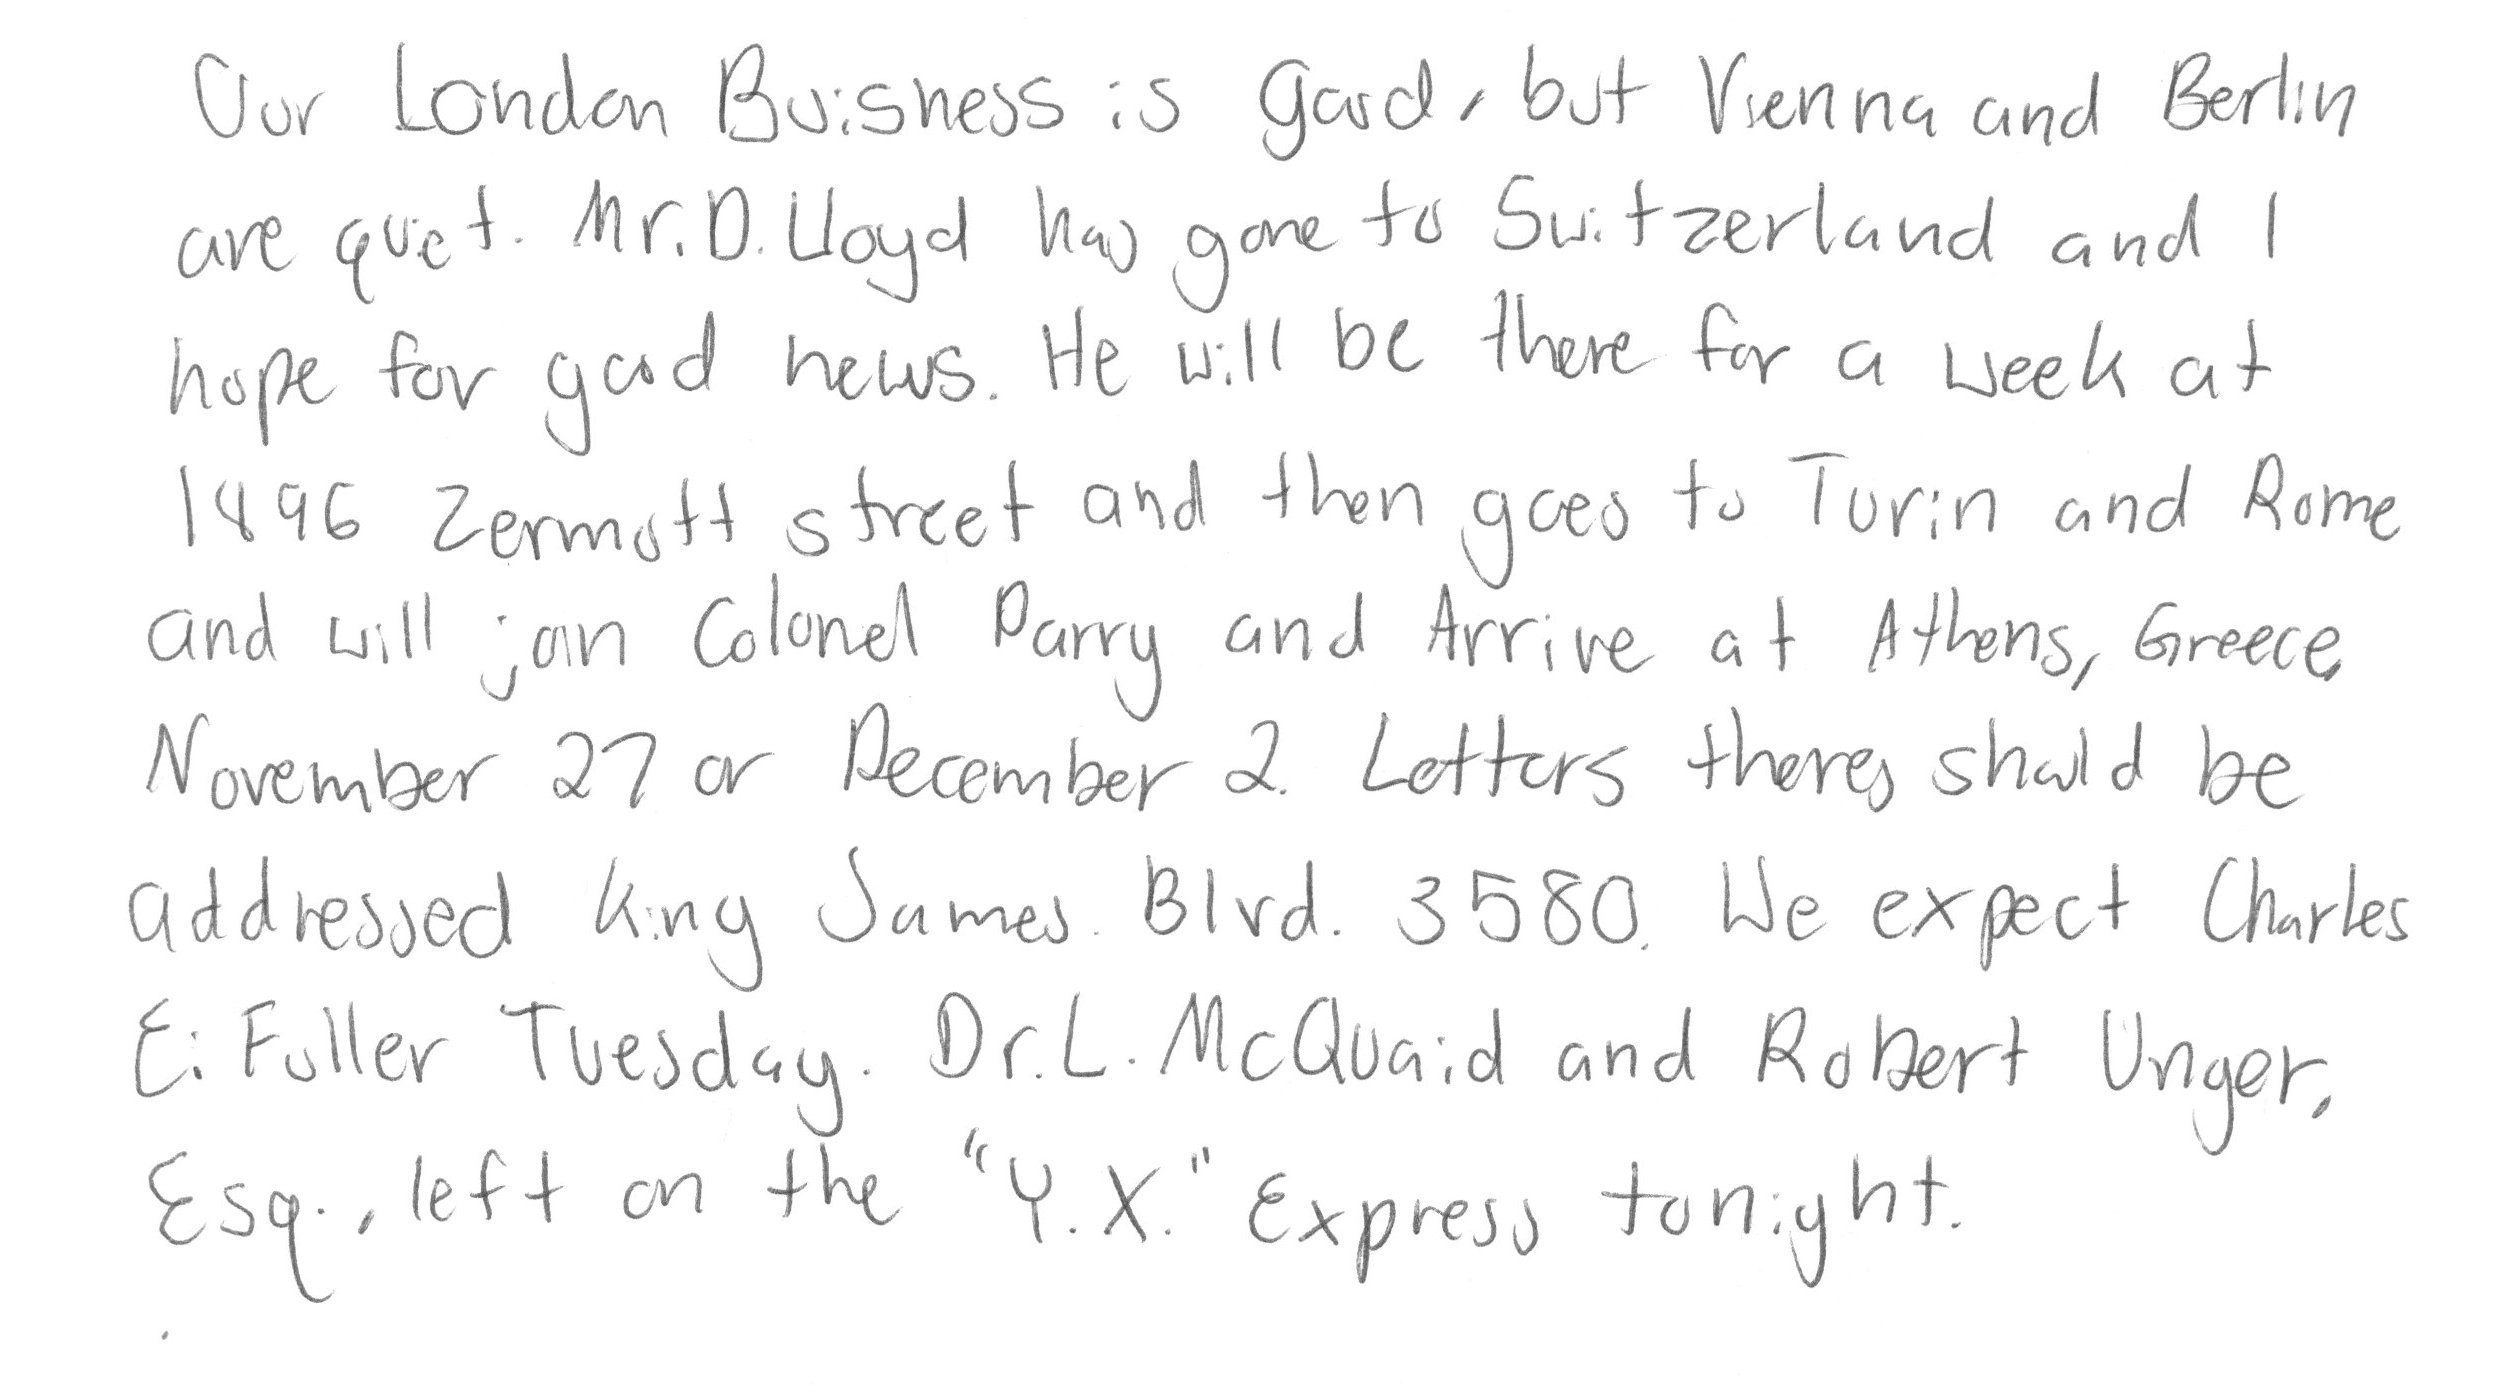 Our London Buisness is good, but Vienna and Berlin
are quiet. Mr. D. Lloyd has gone to Switzerland and I
hope for good news. He will be there for a week at
1896 Zermott street and then goes to Turin and Rome
and will join Colonel Parry and Arrive at Athens, Greece,
November 27 or December 2. Letters there, should be
addressed King James. Blvd. 3580. We expect Charles
E. Fuller Tuesday. Dr. L. McQuaid and Robert Unger,
Esq., left on the "Y.X." Express tonight.